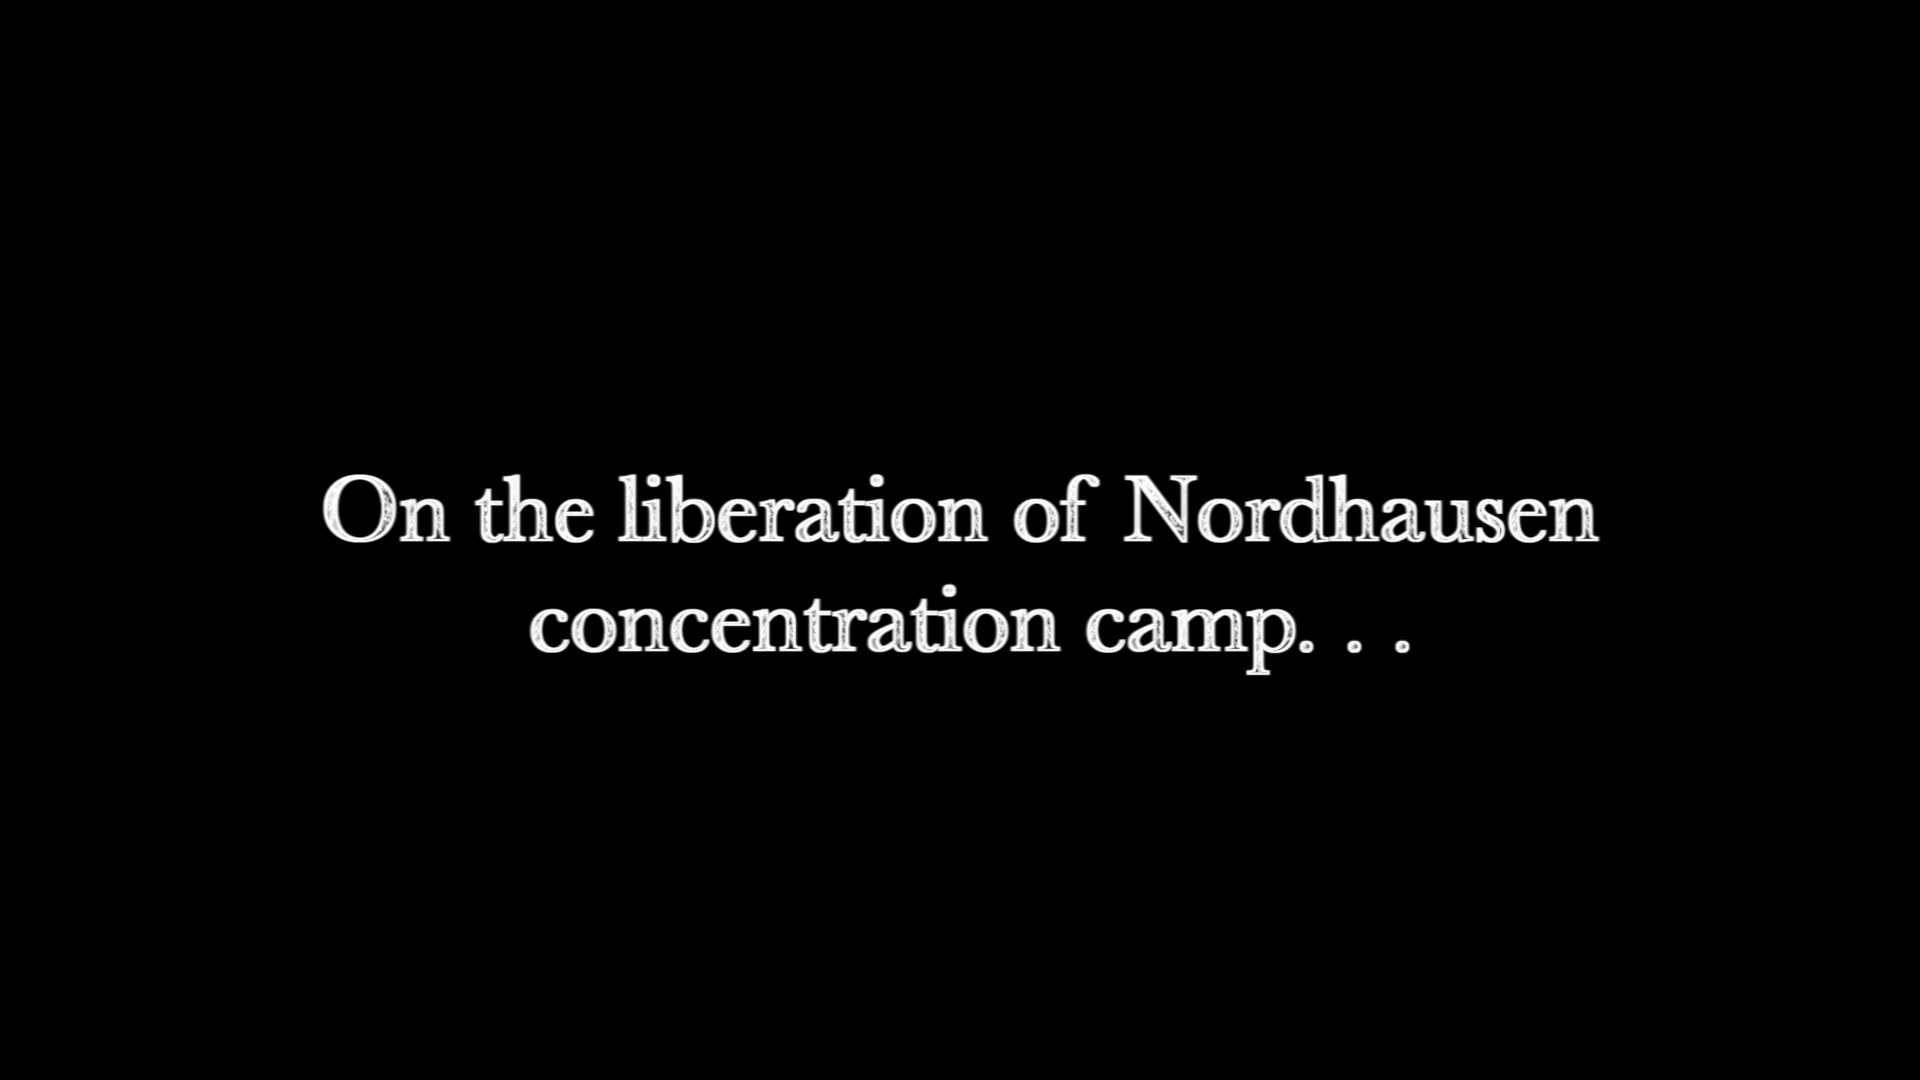 On the liberation of Nordhausen
concentration camp. . .